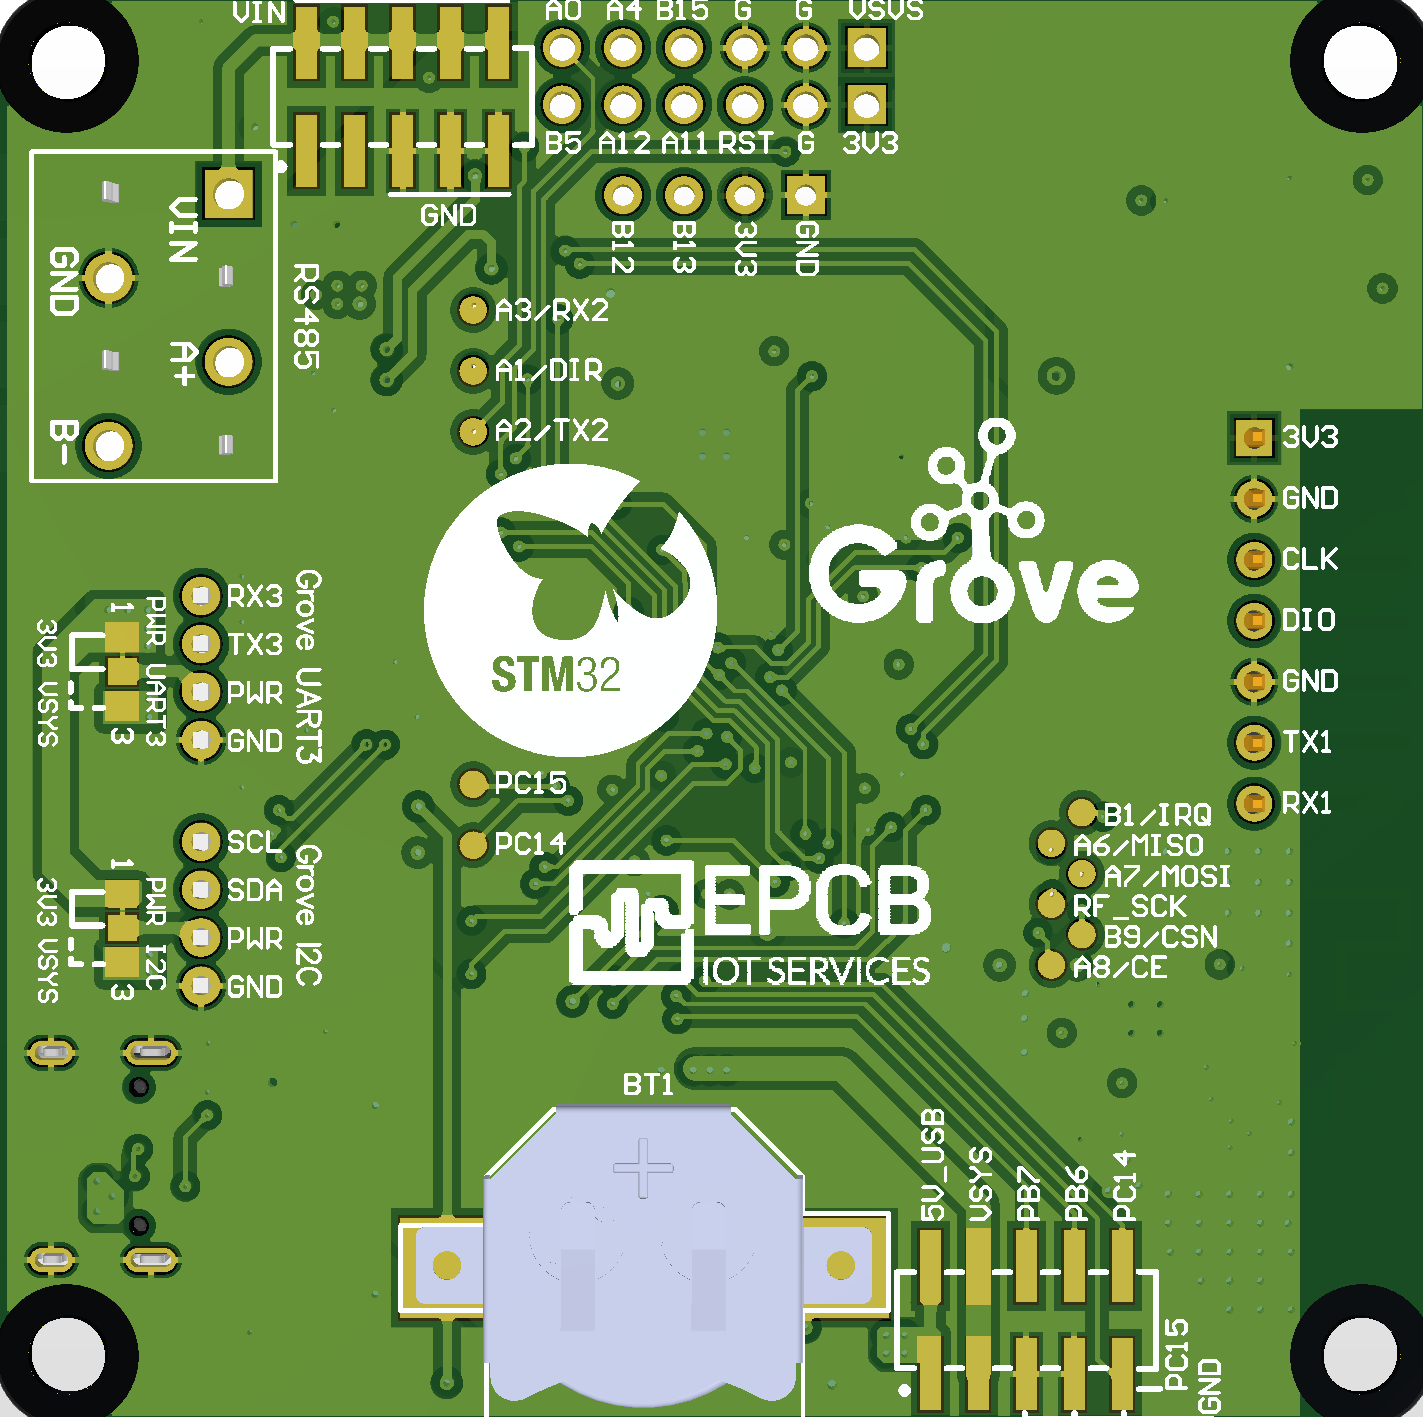 VIN
A0 A4 B15 G G VSVS
B5 A12 A11 RST G 3V3
GND
B12 B13 3V3 GND
VIN
GND
A+
B-
RS485
A3/RX2
A1/DIR
A2/TX2
STM32
Grove
3V3
GND
CLK
DIO
GND
TX1
RX1
RX3
TX3
PWR
GND
Grove UART3
1
PWR UART3
3V3 VSYS
3
SCL
SDA
PWR
GND
Grove I2C
1
PWR I2C
3V3 VSYS
3
PC15
PC14
EPCB
IOT SERVICES
B1/IRQ
A6/MISO
A7/MOSI
RF_SCK
B9/CSN
A8/CE
BT1
+
5V_USB
VSYS
PB7
PB6
PC14
PC15
GND